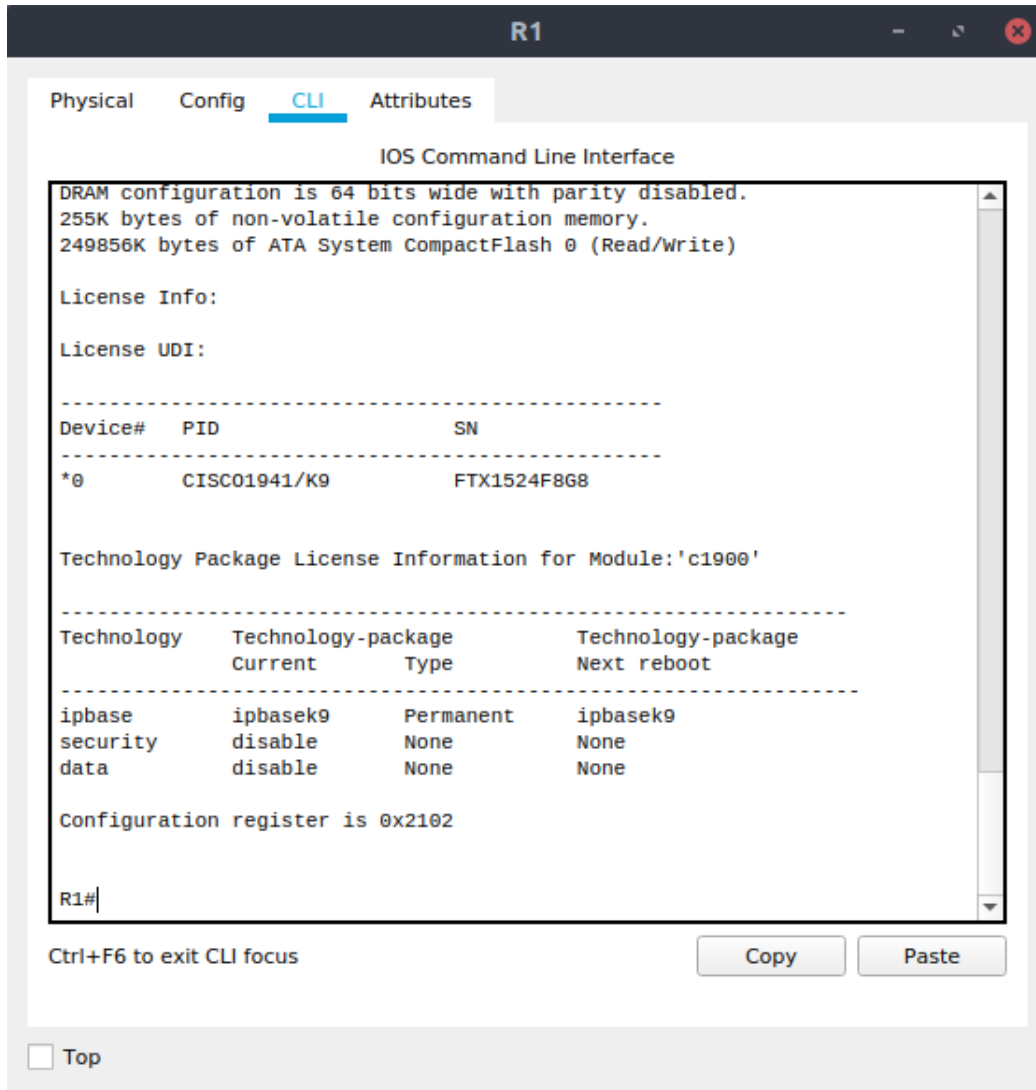 R1
Physical Config CLI Attributes
IOS Command Line Interface
DRAM configuration is 64 bits wide with parity disabled.
255K bytes of non-volatile configuration memory.
249856K bytes of ATA System CompactFlash 0 (Read/Write)
License Info:
License UDI:
-------------------------------------------------
Device# PID SN
-------------------------------------------------
*0 CISCO1941/K9 FTX1524F8G8
Technology Package License Information for Module:'c1900'
----------------------------------------------------------------
Technology Technology-package Technology-package
Current Type Next reboot
-----------------------------------------------------------------
ipbase ipbasek9 Permanent ipbasek9
security disable None None
data disable None None
Configuration register is 0x2102
R1#
Ctrl+F6 to exit CLI focus Copy Paste
Top